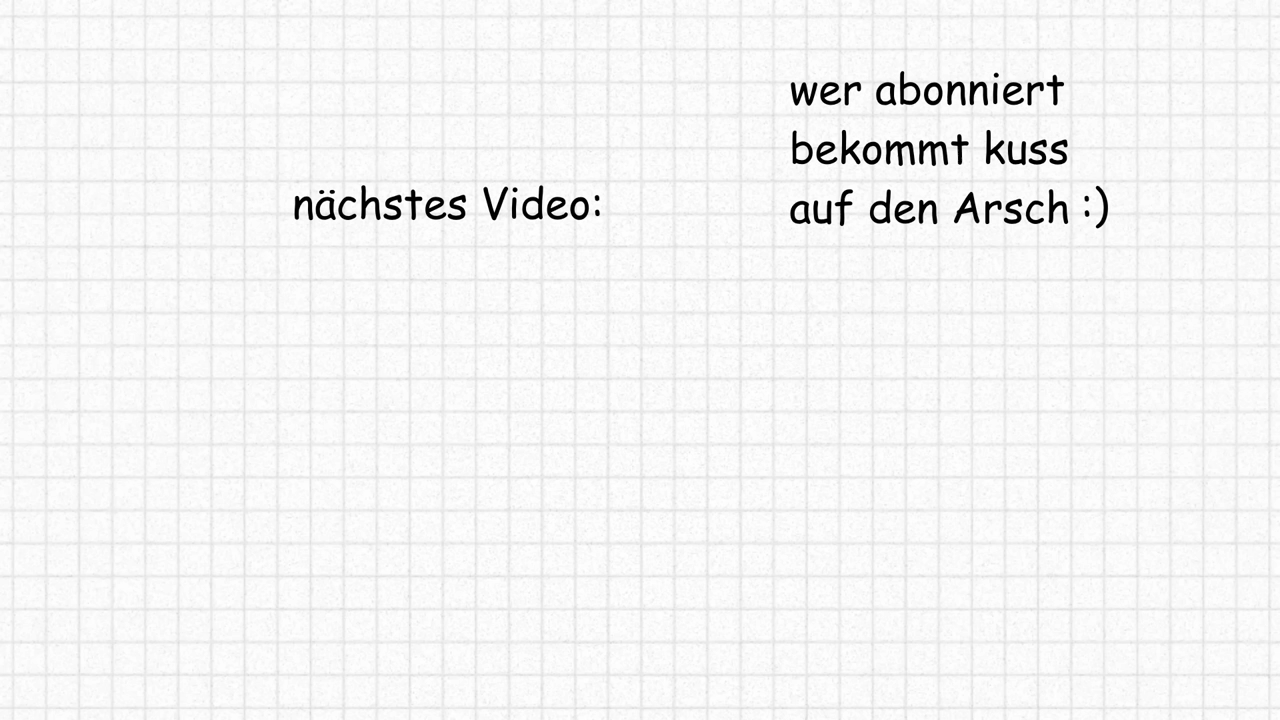 nächstes Video:
wer abonniert
bekommt kuss
auf den Arsch :)